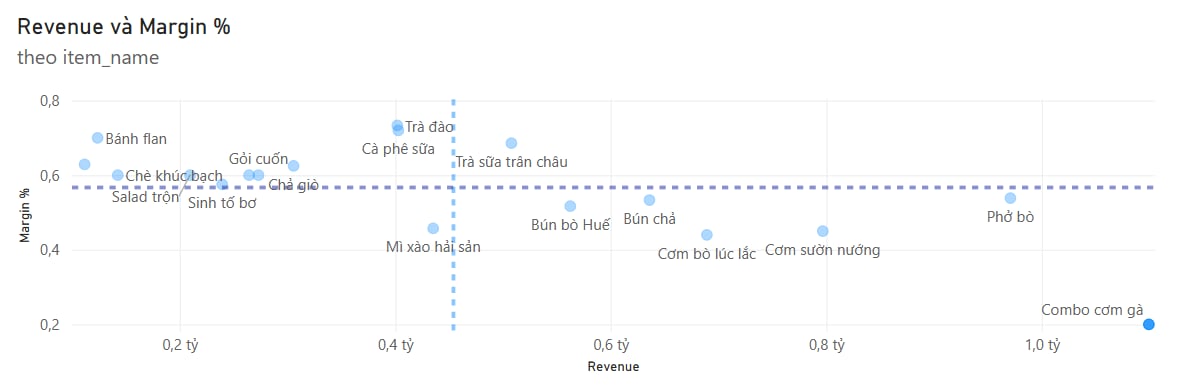 Revenue và Margin %
theo item_name
Margin %
0,8
0,6
0,4
0,2
Bánh flan
Trà đào
Cà phê sữa
Trà sữa trân châu
Gỏi cuốn
Chè khúc bạch
Chả giò
Salad trộn
Sinh tố bơ
Mì xào hải sản
Bún bò Huế
Bún chả
Phở bò
Cơm bò lúc lắc
Cơm sườn nướng
Combo cơm gà
0,2 tỷ
0,4 tỷ
0,6 tỷ
0,8 tỷ
1,0 tỷ
Revenue